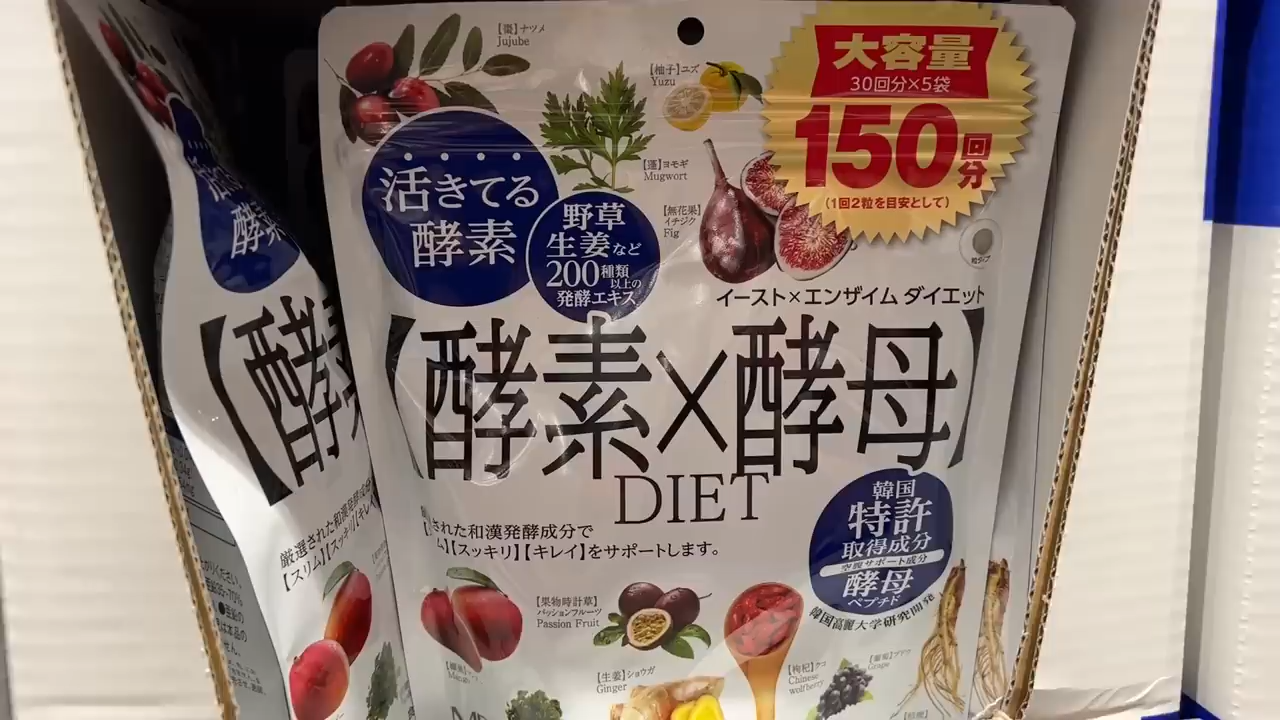 【棗】ナツメ
Jujube
【柚子】ユズ
Yuzu
大容量
30回分×5袋
150回分
(1回2粒を目安として)
活きてる
酵素
【蓬】ヨモギ
Mugwort
野草
生姜など
200種類
以上の
発酵エキス
【無花果】
イチジク
Fig
粒タイプ
イースト×エンザイム ダイエット
【酵素×酵母】
DIET
された和漢発酵成分で
ム】【スッキリ】【キレイ】をサポートします。
韓国
特許
取得成分
空腹サポート成分
酵母
ペプチド
韓国高麗大学研究開発
【果物時計草】
パッションフルーツ
Passion Fruit
【生姜】ショウガ
Ginger
【枸杞】クコ
Chinese
wolfberry
【葡萄】ブドウ
Grape
活きてる
酵素
【酵素
厳選された和漢発酵成分
【スリム】【スッキリ】【キレイ